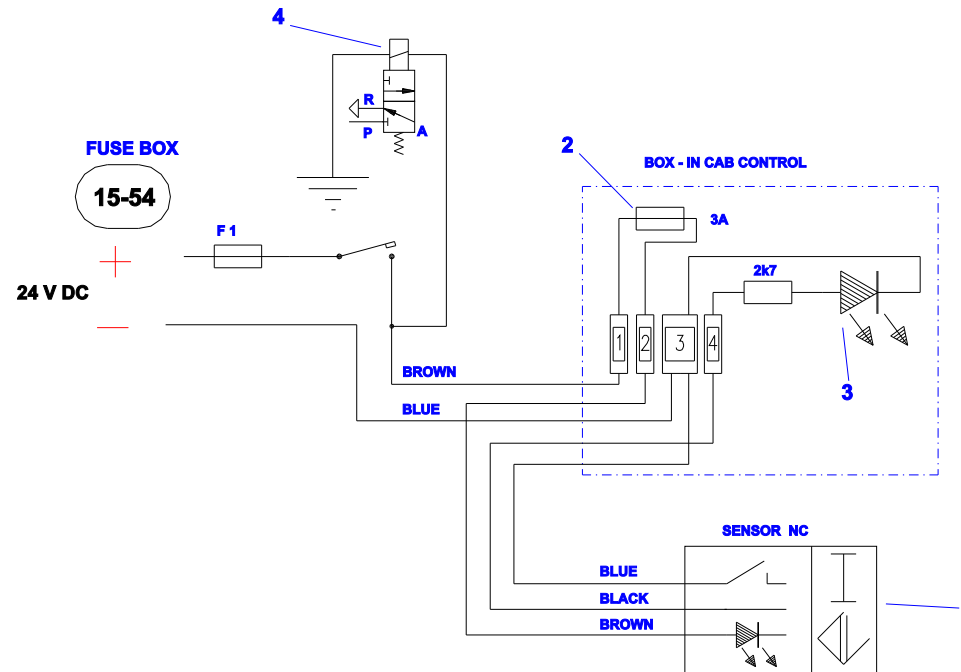 4
R
P
A
FUSE BOX
15-54
F 1
24 V DC
2
BOX - IN CAB CONTROL
3A
2k7
1
2
3
4
3
BROWN
BLUE
SENSOR NC
BLUE
BLACK
BROWN